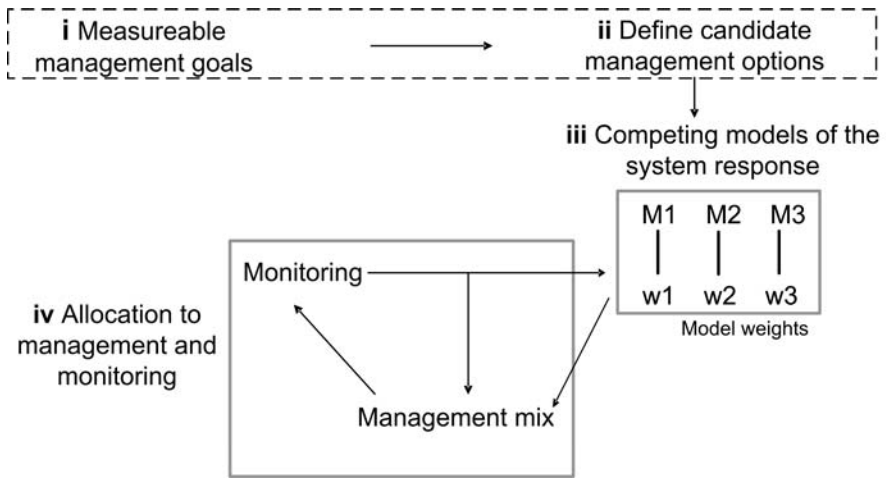 i Measureable
management goals
ii Define candidate
management options
iii Competing models of the
system response
M1 M2 M3
w1 w2 w3
Model weights
Monitoring
iv Allocation to
management and
monitoring
Management mix